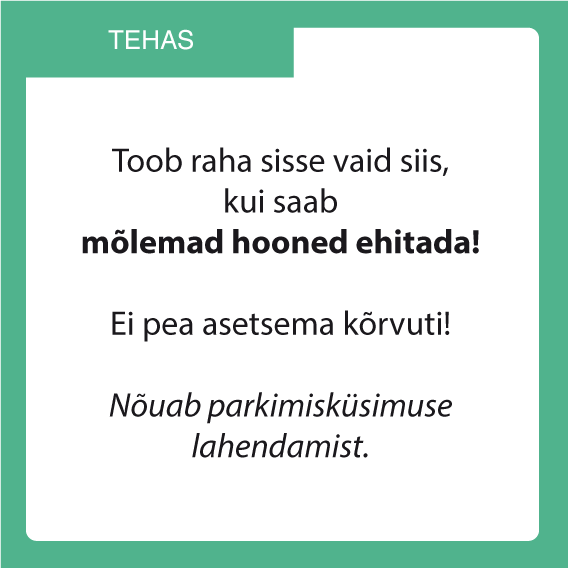 TEHAS
Toob raha sisse vaid siis,
kui saab
mõlemad hooned ehitada!
Ei pea asetsema kõrvuti!
Nõuab parkimisküsimuse
lahendamist.